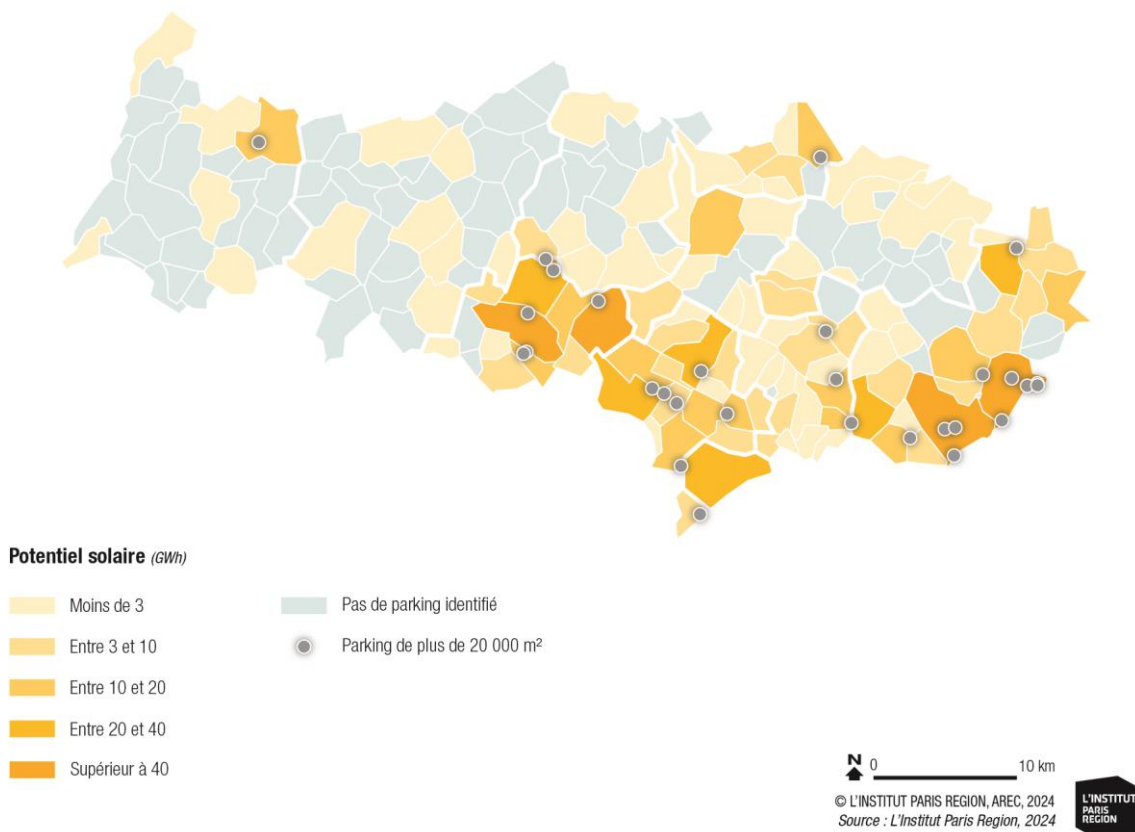 Potentiel solaire (GWh)
Moins de 3
Entre 3 et 10
Entre 10 et 20
Entre 20 et 40
Supérieur à 40
Pas de parking identifié
Parking de plus de 20 000 m²
N
0
10 km
© L'INSTITUT PARIS REGION, AREC, 2024
Source : L'Institut Paris Region, 2024
L'INSTITUT
PARIS
REGION